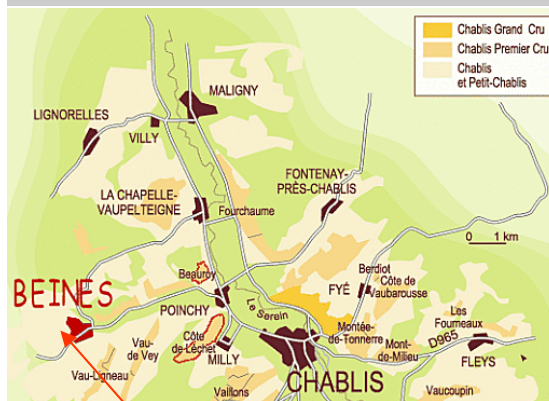 Chablis Grand Cru
Chablis Premier Cru
Chablis
et Petit-Chablis
MALIGNY
LIGNORELLES
VILLY
FONTENAY-
PRÈS-CHABLIS
LA CHAPELLE-
VAUPELTEIGNE
Fourchaume
0 1 km
Beauroy
Berdiot
FYÉ
Côte de
Vaubarousse
BEINES
POINCHY
Le Serein
Les
Fourneaux
Montée-
de-Tonnerre
D965
Côte
de-Léchet
Vau-
de Vey
MILLY
Mont-
de-Milieu
FLEYS
Vau-Ligneau
CHABLIS
Vaillons
Vaucoupin